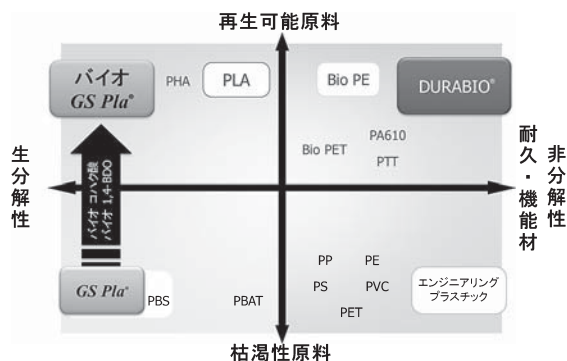 再生可能原料
バイオ
GS Pla®
PHA
PLA
Bio PE
DURABIO®
Bio PET
PA610
PTT
生分解性
非分解性
耐久・機能材
バイオ コハク酸
バイオ 1,4-BDO
GS Pla®
PBS
PBAT
PP
PE
PS
PVC
PET
エンジニアリング
プラスチック
枯渇性原料